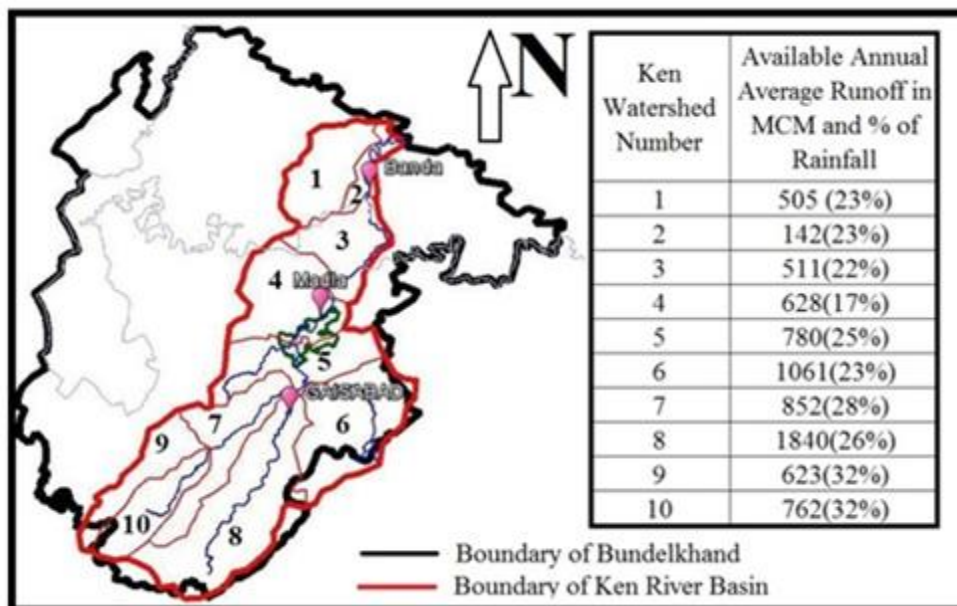 N
1
Banda
2
3
4
Madla
5
GAISABAD
7
6
9
10
8
Ken Watershed Number
Available Annual Average Runoff in MCM and % of Rainfall
1 505 (23%)
2 142(23%)
3 511(22%)
4 628(17%)
5 780(25%)
6 1061(23%)
7 852(28%)
8 1840(26%)
9 623(32%)
10 762(32%)
Boundary of Bundelkhand
Boundary of Ken River Basin